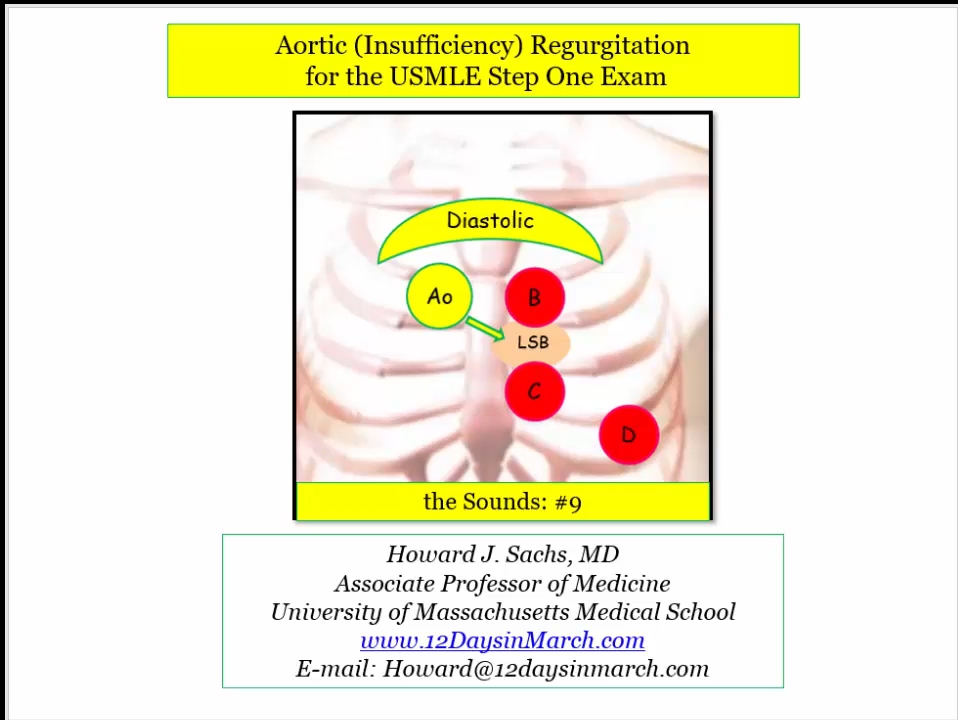 Aortic (Insufficiency) Regurgitation
for the USMLE Step One Exam
Diastolic
Ao
B
LSB
C
D
the Sounds: #9
Howard J. Sachs, MD
Associate Professor of Medicine
University of Massachusetts Medical School
www.12DaysinMarch.com
E-mail: Howard@12daysinmarch.com